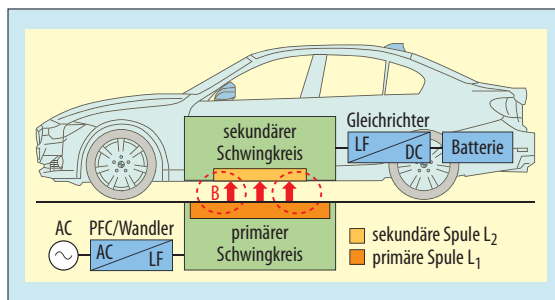 Gleichrichter
sekundärer
Schwingkreis
LF
DC
Batterie
B
AC
PFC/Wandler
AC
LF
primärer
Schwingkreis
sekundäre Spule L₂
primäre Spule L₁